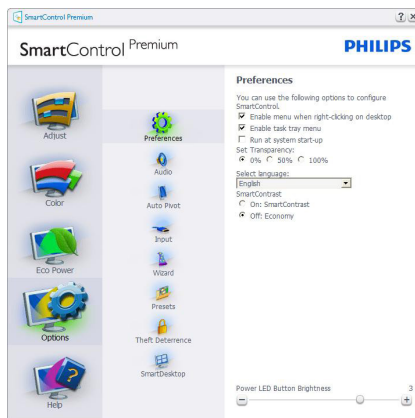 SmartControl Premium
SmartControl Premium
PHILIPS
Adjust
Color
Eco Power
Options
Help
Preferences
Audio
Auto Pivot
Input
Wizard
Presets
Theft Deterrence
SmartDesktop
Preferences
You can use the following options to configure
SmartControl.
Enable menu when right-clicking on desktop
Enable task tray menu
Run at system start-up
Set Transparency:
0% 50% 100%
Select language:
English
SmartContrast
On: SmartContrast
Off: Economy
Power LED Button Brightness 3